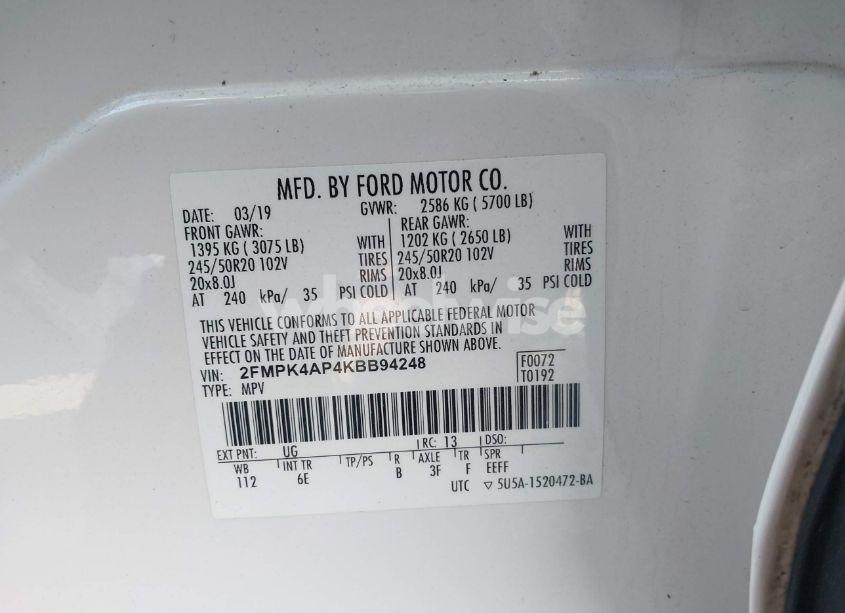 MFD. BY FORD MOTOR CO.
DATE: 03/19 GVWR: 2586 KG ( 5700 LB)
FRONT GAWR: REAR GAWR:
1395 KG ( 3075 LB) WITH 1202 KG ( 2650 LB) WITH
245/50R20 102V TIRES 245/50R20 102V TIRES
20x8.0J RIMS 20x8.0J RIMS
AT 240 kPa/ 35 PSI COLD AT 240 kPa/ 35 PSI COLD
THIS VEHICLE CONFORMS TO ALL APPLICABLE FEDERAL MOTOR
VEHICLE SAFETY AND THEFT PREVENTION STANDARDS IN
EFFECT ON THE DATE OF MANUFACTURE SHOWN ABOVE.
VIN: 2FMPK4AP4KBB94248 F0072
TYPE: MPV T0192
EXT PNT: UG RC: 13 DSO:
WB INT TR TP/PS R AXLE TR SPR
112 6E B 3F F EEFF
UTC ▽ 5U5A-1520472-BA
wheelwise